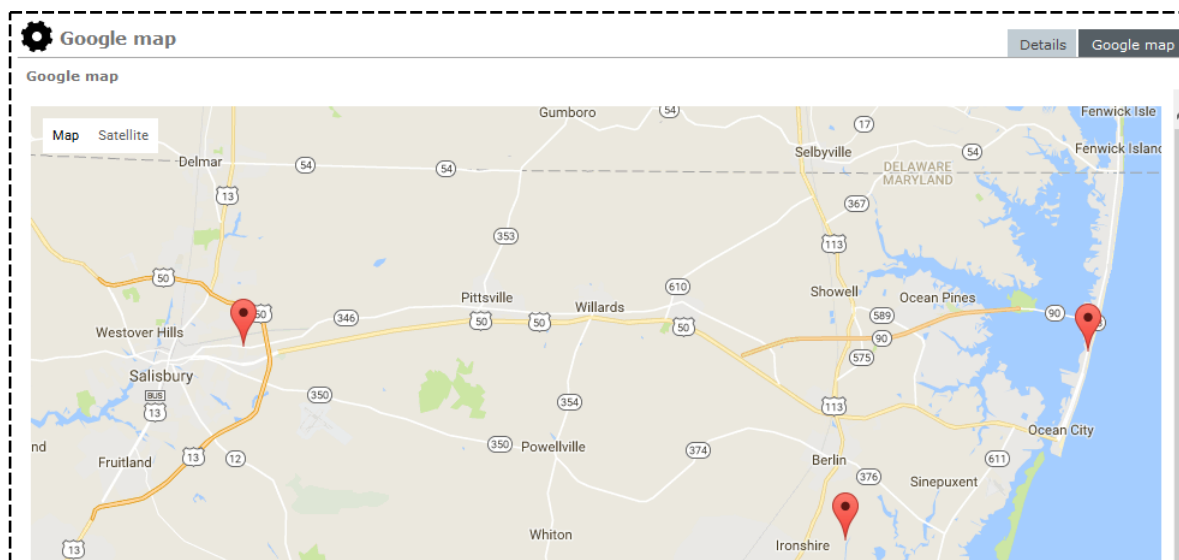 Google map
Details
Google map
Google map
Map
Satellite
Gumboro
54
Fenwick Isle
17
Delmar
54
54
Selbyville
54
Fenwick Island
DELAWARE
MARYLAND
13
367
353
113
50
610
Showell
Ocean Pines
Pittsville
Willards
50
346
50
50
50
589
90
90
Westover Hills
575
Salisbury
BUS
13
350
354
113
Ocean City
nd
Fruitland
13
12
350
Powellville
374
Berlin
611
376
Sinepuxent
13
Whiton
Ironshire